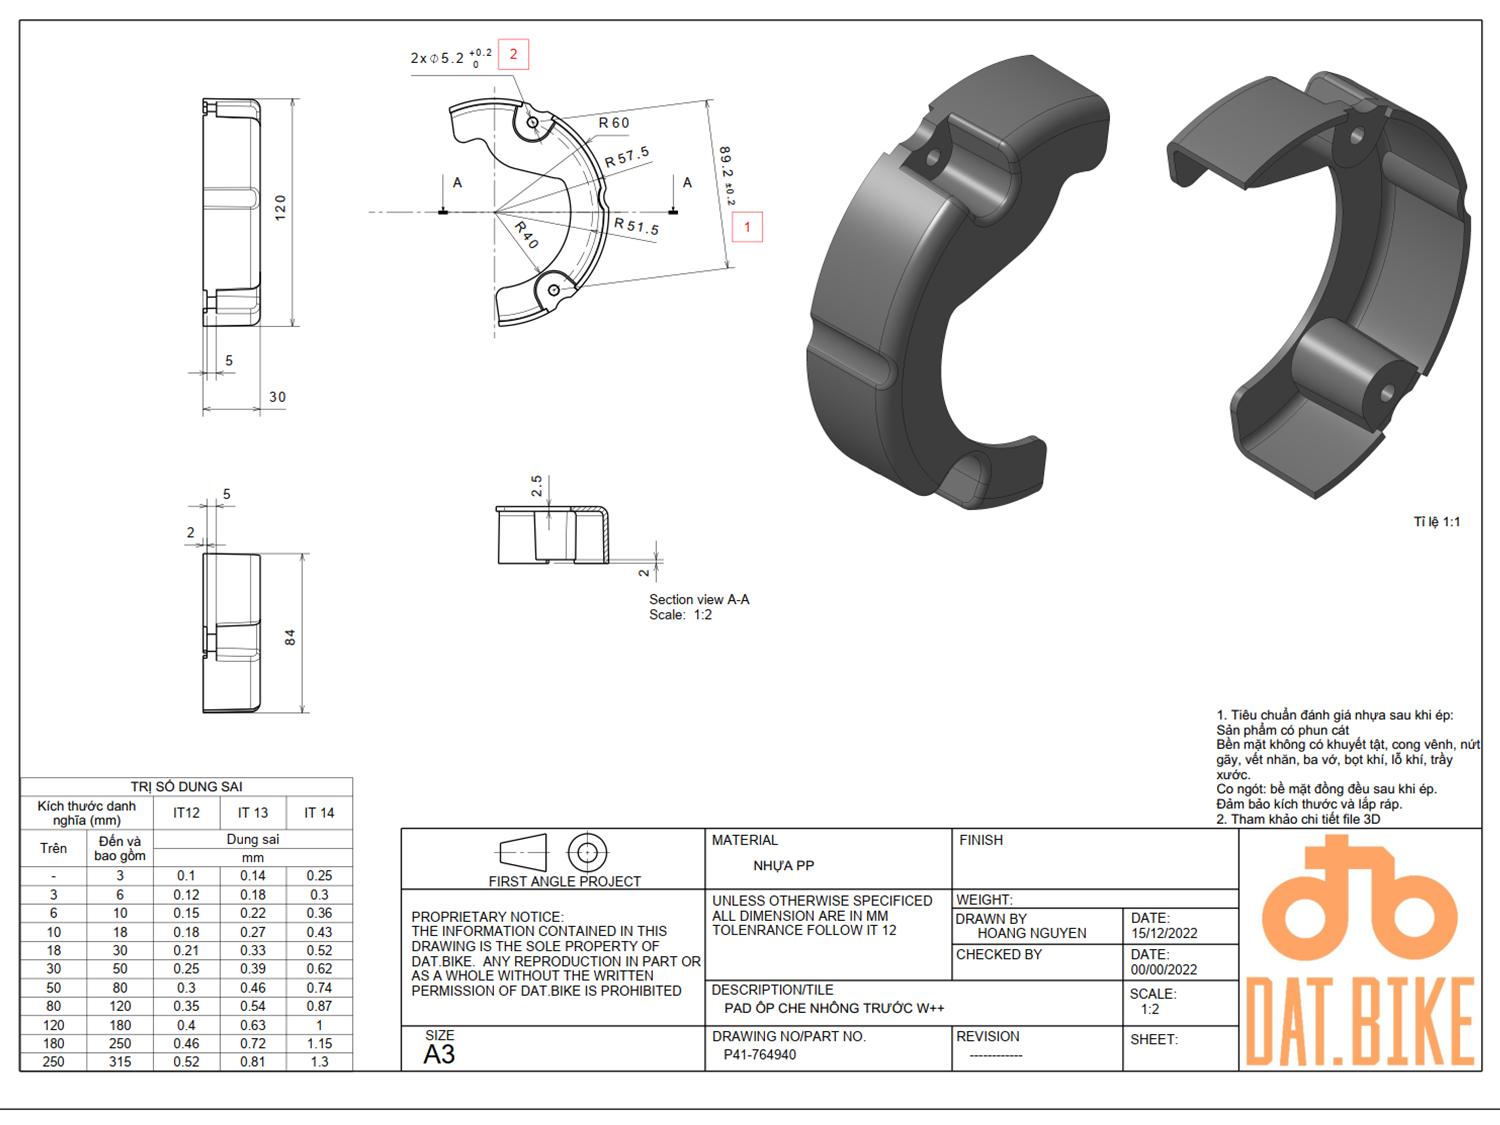 2x∅5.2 +0.2 0
2
120
5
30
R60
R57.5
R51.5
R40
89.2 ±0.2
1
A
A
5
2
84
2.5
2
Section view A-A
Scale: 1:2
Tỉ lệ 1:1
1. Tiêu chuẩn đánh giá nhựa sau khi ép:
Sản phẩm có phun cát
Bền mặt không có khuyết tật, cong vênh, nứt
gãy, vết nhăn, ba vớ, bọt khí, lỗ khí, trầy
xước.
Co ngót: bề mặt đồng đều sau khi ép.
Đảm bảo kích thước và lắp ráp.
2. Tham khảo chi tiết file 3D
TRỊ SỐ DUNG SAI
Kích thước danh nghĩa (mm) IT12 IT 13 IT 14
Trên Đến và bao gồm Dung sai
mm
- 3 0.1 0.14 0.25
3 6 0.12 0.18 0.3
6 10 0.15 0.22 0.36
10 18 0.18 0.27 0.43
18 30 0.21 0.33 0.52
30 50 0.25 0.39 0.62
50 80 0.3 0.46 0.74
80 120 0.35 0.54 0.87
120 180 0.4 0.63 1
180 250 0.46 0.72 1.15
250 315 0.52 0.81 1.3
FIRST ANGLE PROJECT
PROPRIETARY NOTICE:
THE INFORMATION CONTAINED IN THIS
DRAWING IS THE SOLE PROPERTY OF
DAT.BIKE. ANY REPRODUCTION IN PART OR
AS A WHOLE WITHOUT THE WRITTEN
PERMISSION OF DAT.BIKE IS PROHIBITED
SIZE
A3
MATERIAL
NHỰA PP
UNLESS OTHERWISE SPECIFICED
ALL DIMENSION ARE IN MM
TOLENRANCE FOLLOW IT 12
DESCRIPTION/TILE
PAD ỐP CHE NHÔNG TRƯỚC W++
DRAWING NO/PART NO.
P41-764940
FINISH
WEIGHT:
DRAWN BY
HOANG NGUYEN
DATE:
15/12/2022
CHECKED BY
DATE:
00/00/2022
SCALE:
1:2
REVISION
------------
SHEET:
DAT.BIKE